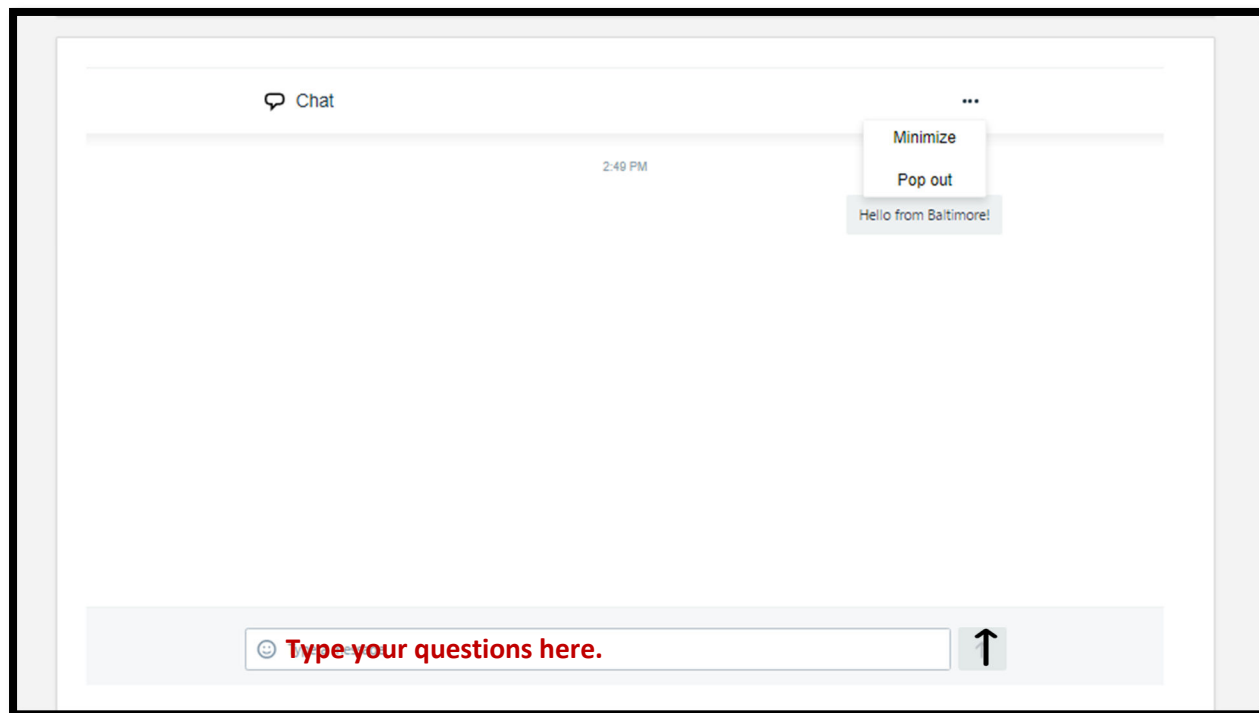 Chat
Minimize
2:49 PM
Pop out
Hello from Baltimore!
Type your questions here.